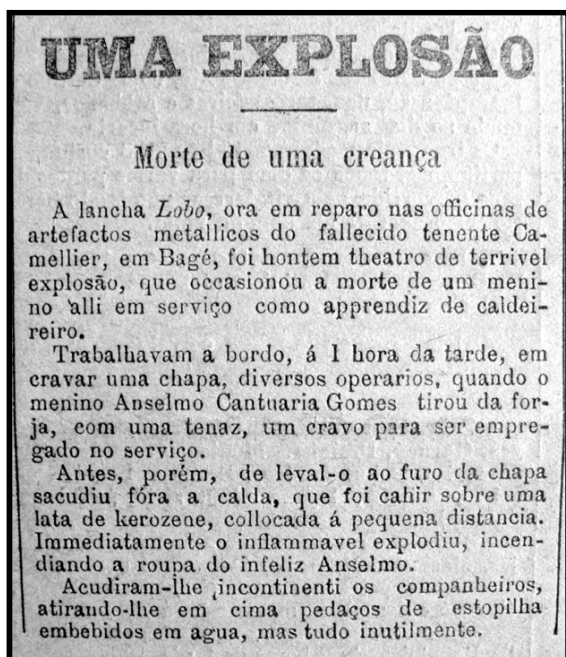 UMA EXPLOSÃO
Morte de uma creança
A lancha Lobo, ora em reparo nas officinas de
artefactos metallicos do fallecido tenente Ca-
mellier, em Bagé, foi hontem theatro de terrivel
explosão, que occasionou a morte de um meni-
no alli em serviço como apprendiz de caldei-
reiro.
Trabalhavam a bordo, á 1 hora da tarde, em
cravar uma chapa, diversos operarios, quando o
menino Anselmo Cantuaria Gomes tirou da for-
ja, com uma tenaz, um cravo para ser empre-
gado no serviço.
Antes, porém, de leval-o ao furo da chapa
sacudiu fóra a calda, que foi cahir sobre uma
lata de kerozene, collocada á pequena distancia.
Immediatamente o inflammavel explodiu, incen-
diando a roupa do infeliz Anselmo.
Acudiram-lhe incontinenti os companheiros,
atirando-lhe em cima pedaços de estopilha
embebidos em agua, mas tudo inutilmente.